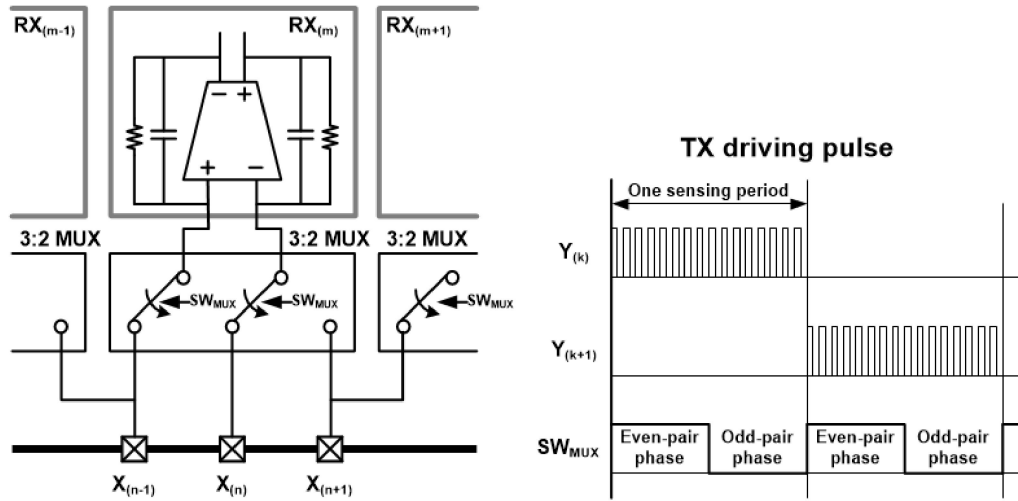 RX(m-1)
RX(m)
RX(m+1)
− +
+ −
3:2 MUX
3:2 MUX
3:2 MUX
SWMUX
SWMUX
SWMUX
X(n-1)
X(n)
X(n+1)
TX driving pulse
One sensing period
Y(k)
Y(k+1)
SWMUX
Even-pair phase
Odd-pair phase
Even-pair phase
Odd-pair phase